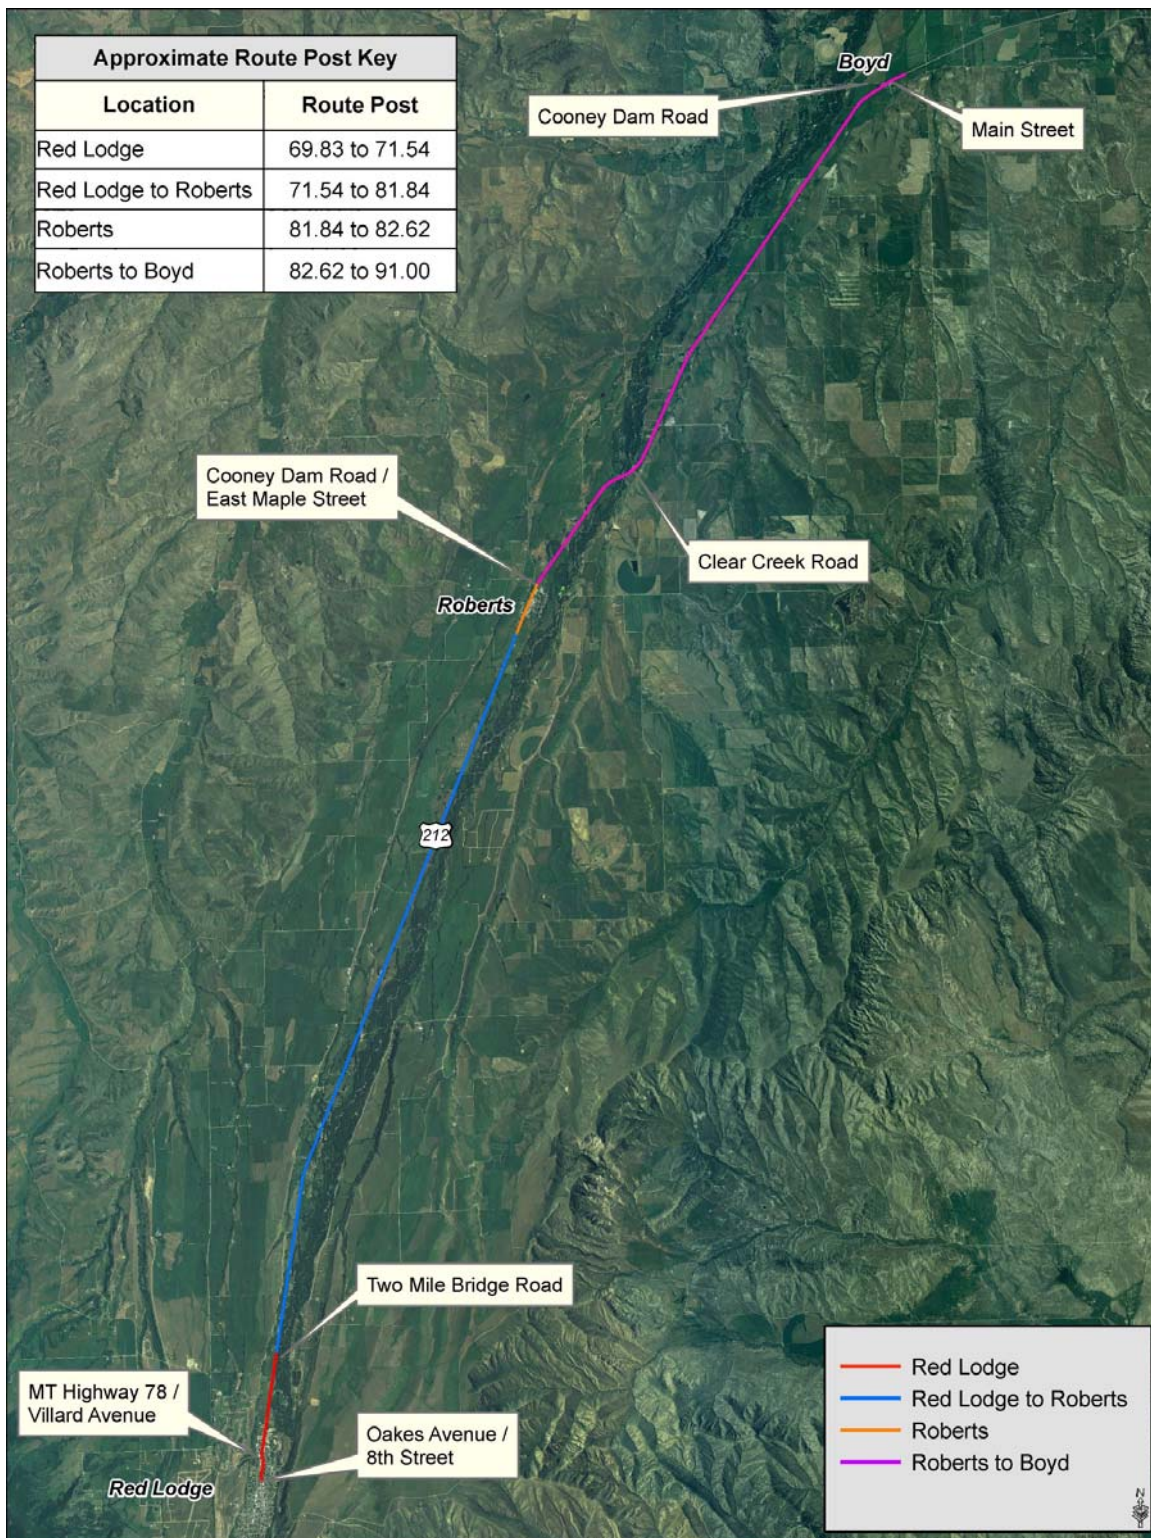 Approximate Route Post Key
Location Route Post
Red Lodge 69.83 to 71.54
Red Lodge to Roberts 71.54 to 81.84
Roberts 81.84 to 82.62
Roberts to Boyd 82.62 to 91.00
Boyd
Cooney Dam Road
Main Street
Cooney Dam Road /
East Maple Street
Clear Creek Road
Roberts
212
Two Mile Bridge Road
MT Highway 78 /
Villard Avenue
Oakes Avenue /
8th Street
Red Lodge
Red Lodge
Red Lodge to Roberts
Roberts
Roberts to Boyd
N